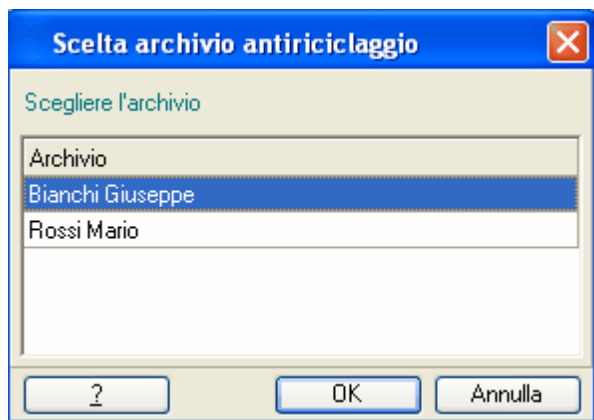 Scelta archivio antiriciclaggio
Scegliere l'archivio
Archivio
Bianchi Giuseppe
Rossi Mario
? OK Annulla